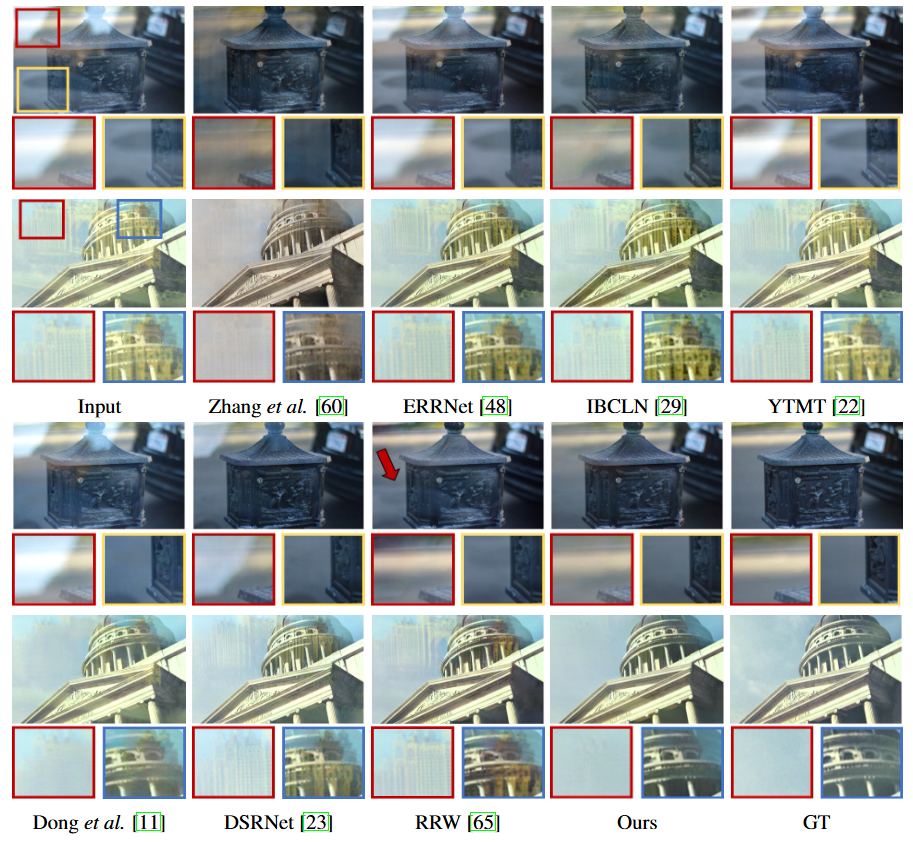 Input Zhang et al. [60] ERRNet [48] IBCLN [29] YTMT [22]
Dong et al. [11] DSRNet [23] RRW [65] Ours GT